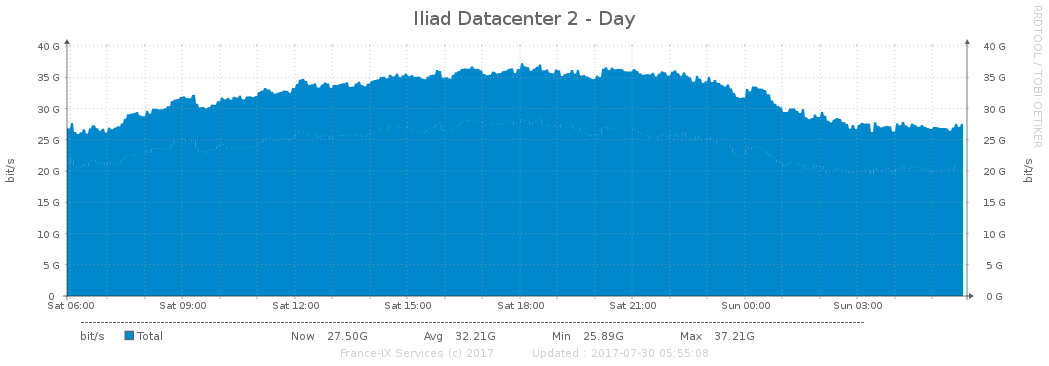 Iliad Datacenter 2 - Day
RRDTOOL / TOBI OETIKER
bit/s
40 G 40 G
35 G 35 G
30 G 30 G
25 G 25 G
20 G 20 G
15 G 15 G
10 G 10 G
5 G 5 G
0 0 G
bit/s
Sat 06:00 Sat 09:00 Sat 12:00 Sat 15:00 Sat 18:00 Sat 21:00 Sun 00:00 Sun 03:00
bit/s Total Now 27.50G Avg 32.21G Min 25.89G Max 37.21G
France-IX Services (c) 2017 Updated : 2017-07-30 05:55:08